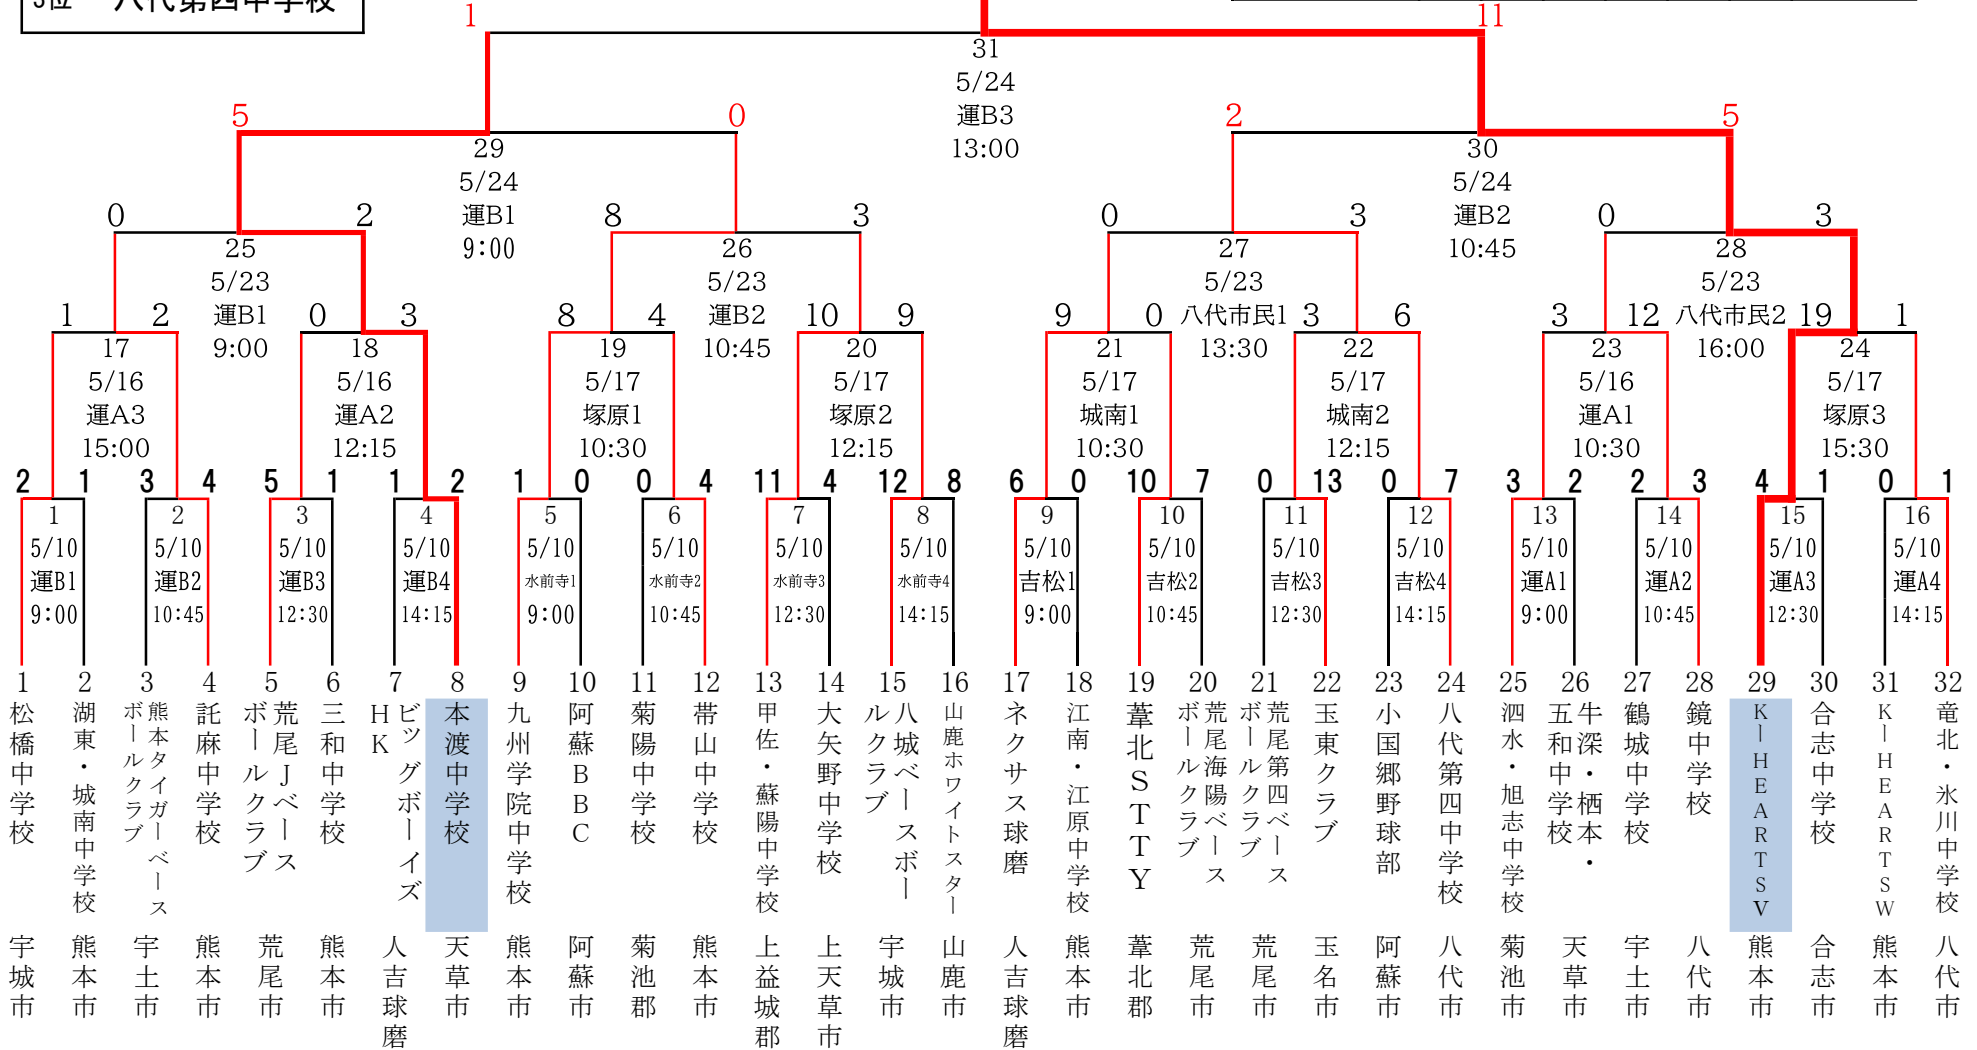 3位 八代第四中学校
1 11
31
5/24
運B3
13:00
5 0 2 5
29
5/24
運B1
9:00
30
5/24
運B2
10:45
0 2 8 3 0 3 0 3
25
5/23
運B1
9:00
26
5/23
運B2
10:45
27
5/23
八代市民1
13:30
28
5/23
八代市民2
16:00
1 2 0 3 8 4 10 9 9 0 3 6 3 12 19 1
17
5/16
運A3
15:00
18
5/16
運A2
12:15
19
5/17
塚原1
10:30
20
5/17
塚原2
12:15
21
5/17
城南1
10:30
22
5/17
城南2
12:15
23
5/16
運A1
10:30
24
5/17
塚原3
15:30
2 1 3 4 5 1 1 2 1 0 0 4 11 4 12 8 6 0 10 7 0 13 0 7 3 2 2 3 4 1 0 1
1
5/10
運B1
9:00
2
5/10
運B2
10:45
3
5/10
運B3
12:30
4
5/10
運B4
14:15
5
5/10
水前寺1
9:00
6
5/10
水前寺2
10:45
7
5/10
水前寺3
12:30
8
5/10
水前寺4
14:15
9
5/10
吉松1
9:00
10
5/10
吉松2
10:45
11
5/10
吉松3
12:30
12
5/10
吉松4
14:15
13
5/10
運A1
9:00
14
5/10
運A2
10:45
15
5/10
運A3
12:30
16
5/10
運A4
14:15
1
松橋中学校
宇城市
2
湖東・城南中学校
熊本市
3
熊本タイガーベース
ボールクラブ
宇土市
4
託麻中学校
熊本市
5
荒尾Jベース
ボールクラブ
荒尾市
6
三和中学校
熊本市
7
ビッグボーイズ
HK
人吉球磨
8
本渡中学校
天草市
9
九州学院中学校
熊本市
10
阿蘇BBC
阿蘇市
11
菊陽中学校
菊池郡
12
帯山中学校
熊本市
13
甲佐・蘇陽中学校
上益城郡
14
大矢野中学校
上天草市
15
八城ベースボー
ルクラブ
宇城市
16
山鹿ホワイトスター
山鹿市
17
ネクサス球磨
人吉球磨
18
江南・江原中学校
熊本市
19
葦北STTY
葦北郡
20
荒尾海陽ベース
ボールクラブ
荒尾市
21
荒尾第四ベース
ボールクラブ
荒尾市
22
玉東クラブ
玉名市
23
小国郷野球部
阿蘇市
24
八代第四中学校
八代市
25
泗水・旭志中学校
菊池市
26
牛深・栖本・
五和中学校
天草市
27
鶴城中学校
宇土市
28
鏡中学校
八代市
29
K―HEARTSV
熊本市
30
合志中学校
合志市
31
K―HEARTSW
熊本市
32
竜北・氷川中学校
八代市